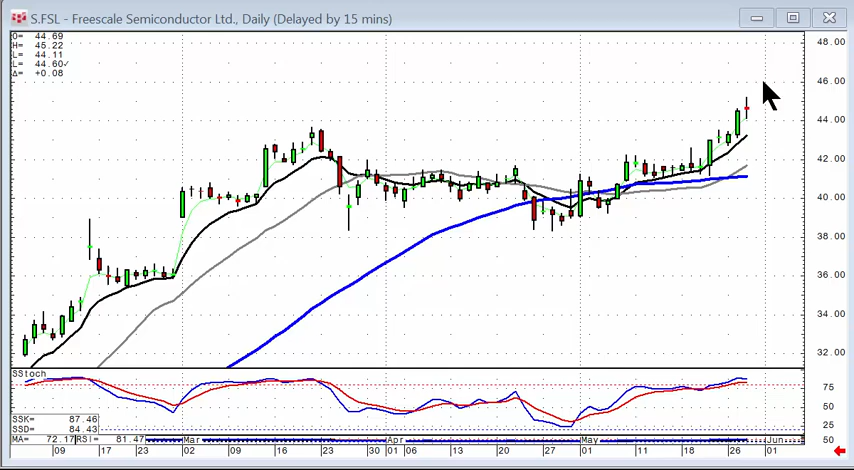 S.FSL - Freescale Semiconductor Ltd., Daily (Delayed by 15 mins)
O= 44.69
H= 45.22
L= 44.11
L= 44.60✓
Δ= +0.08
48.00
46.00
44.00
42.00
40.00
38.00
36.00
34.00
32.00
SStoch
75
50
25
SSK= 87.46
SSD= 84.43
MA= 72.17 RSI= 81.47 Mar Apr May Jun 50
09 17 23 02 09 16 23 30 01 06 13 20 01 11 18 26 01